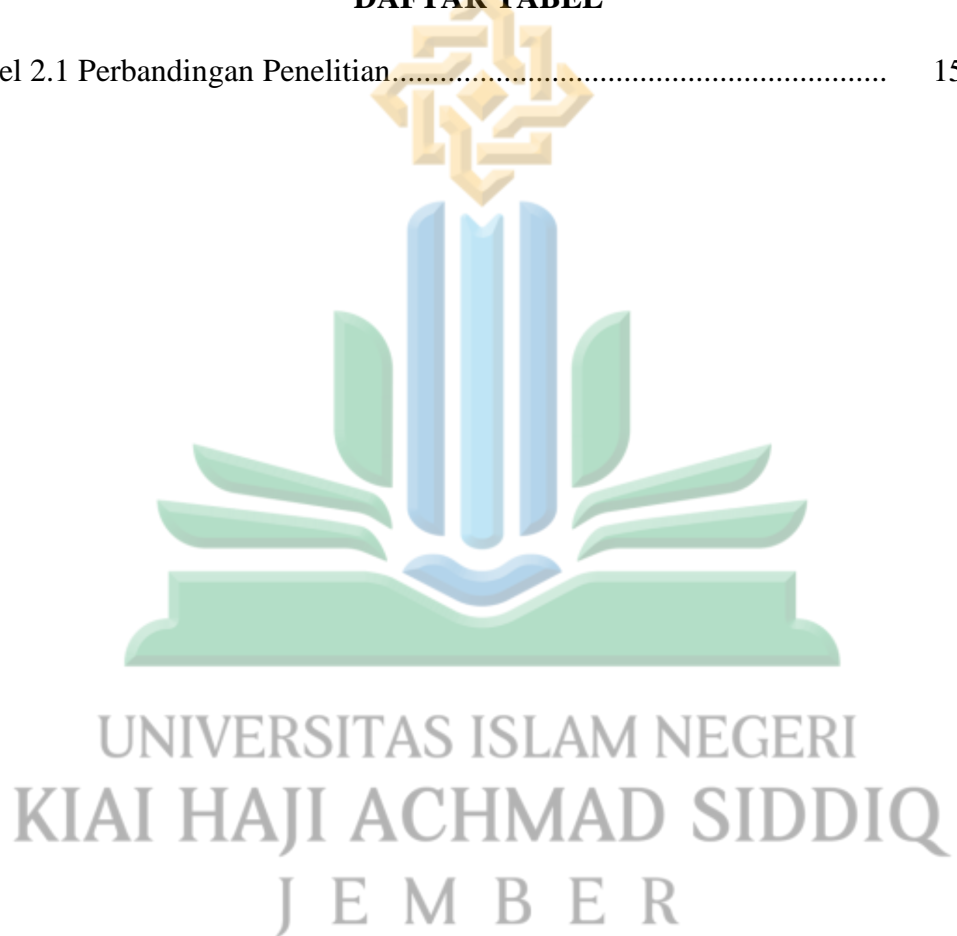 DAFTAR TABEL
el 2.1 Perbandingan Penelitian.............................................................. 15
UNIVERSITAS ISLAM NEGERI
KIAI HAJI ACHMAD SIDDIQ
J E M B E R